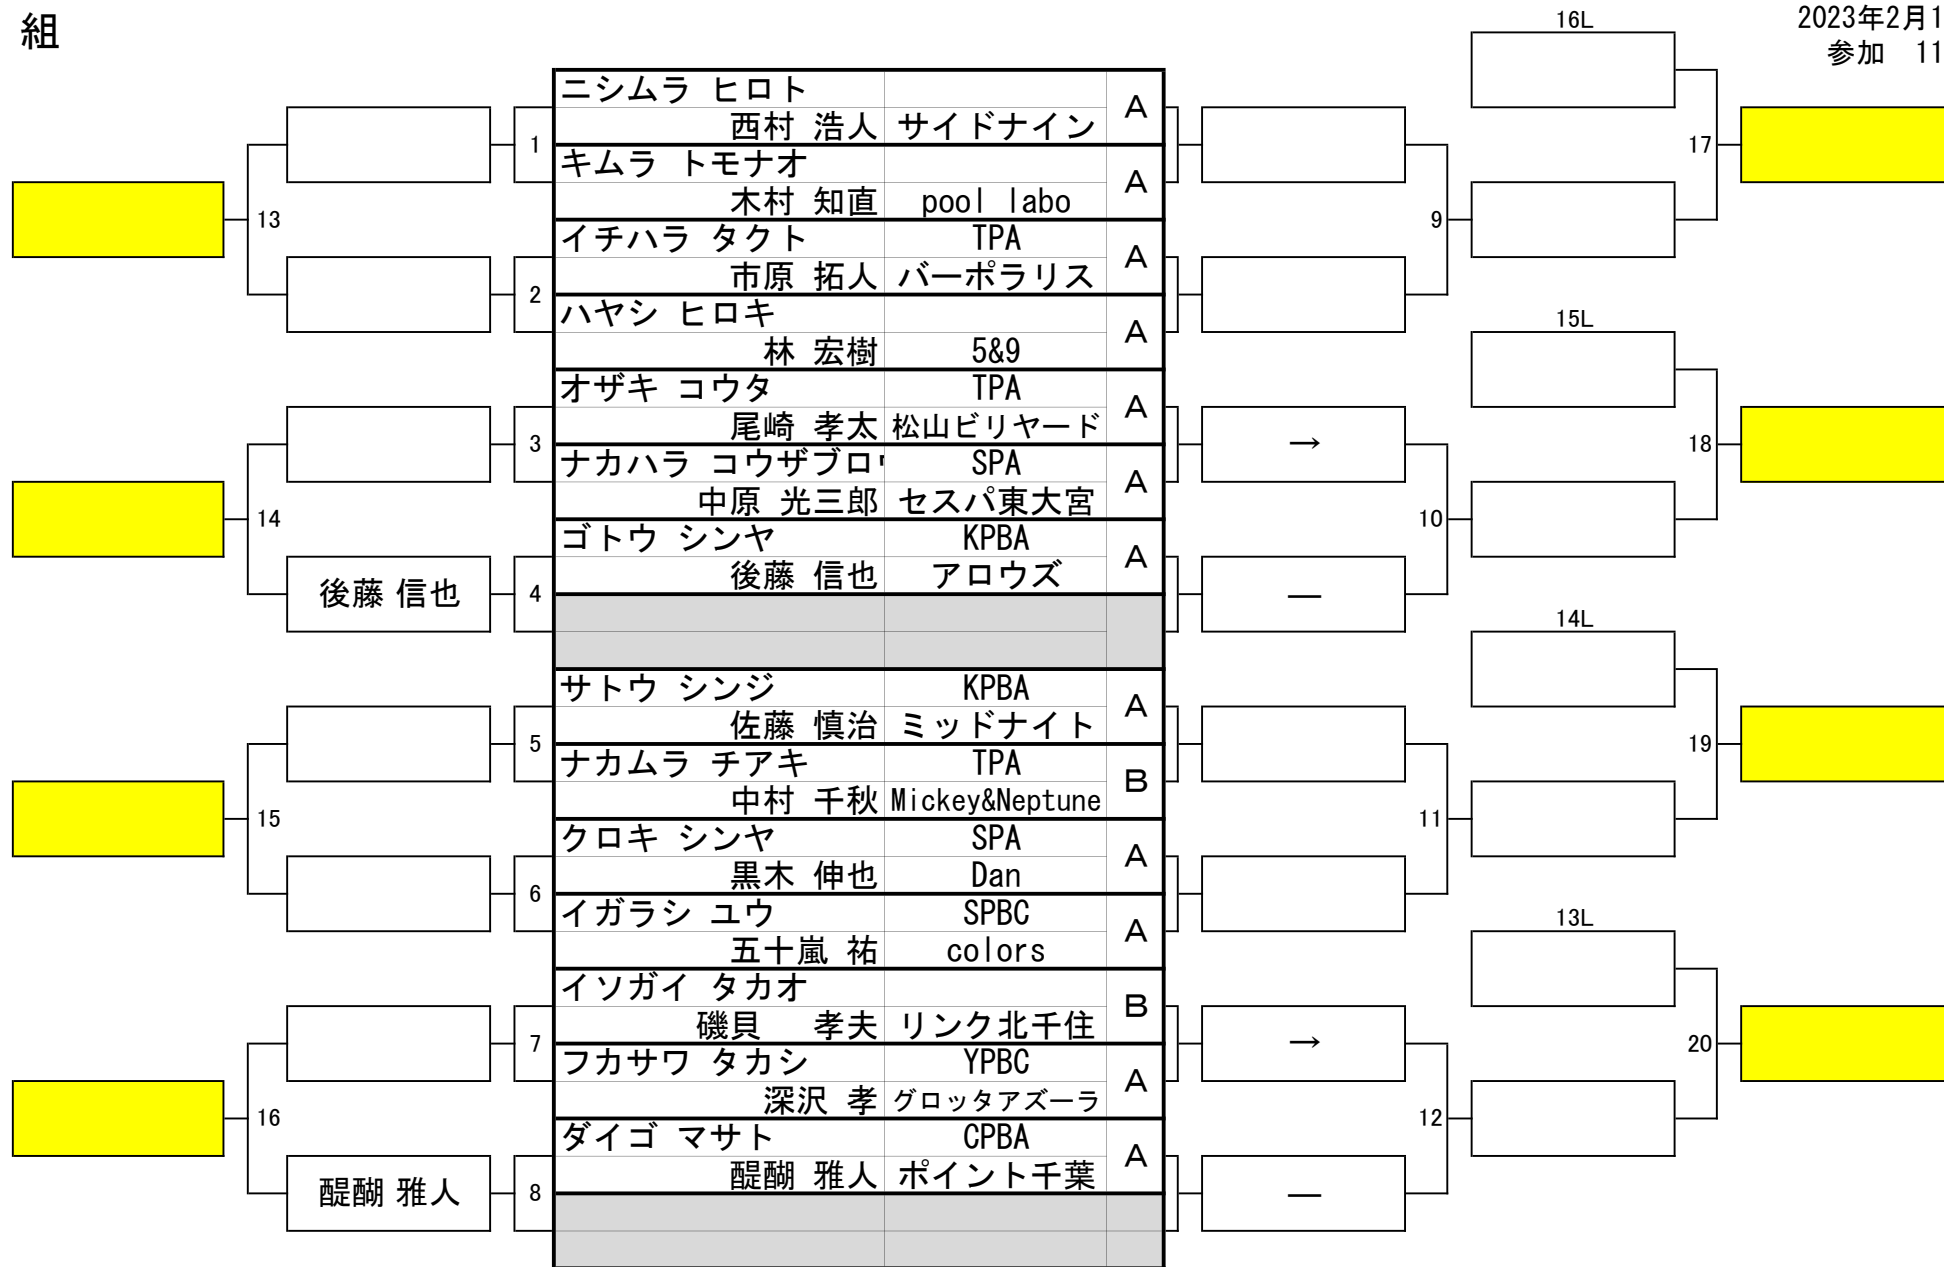 組
2023年2月1
参加 11
16L
ニシムラ ヒロト
西村 浩人 サイドナイン A
1
17
キムラ トモナオ
木村 知直 pool labo A
13
9
イチハラ タクト TPA
市原 拓人 バーポラリス A
2
ハヤシ ヒロキ
林 宏樹 5&9 A
15L
オザキ コウタ TPA
尾崎 孝太 松山ビリヤード A
3
→
18
ナカハラ コウザブロウ SPA
中原 光三郎 セスパ東大宮 A
14
10
ゴトウ シンヤ KPBA
後藤 信也 アロウズ A
後藤 信也 4
—
14L
サトウ シンジ KPBA
佐藤 慎治 ミッドナイト A
5
19
ナカムラ チアキ TPA
中村 千秋 Mickey&Neptune B
15
11
クロキ シンヤ SPA
黒木 伸也 Dan A
6
イガラシ ユウ SPBC
五十嵐 祐 colors A
13L
イソガイ タカオ
磯貝 孝夫 リンク北千住 B
7
→
20
フカサワ タカシ YPBC
深沢 孝 グロッタアズーラ A
16
12
ダイゴ マサト CPBA
醍醐 雅人 ポイント千葉 A
醍醐 雅人 8
—